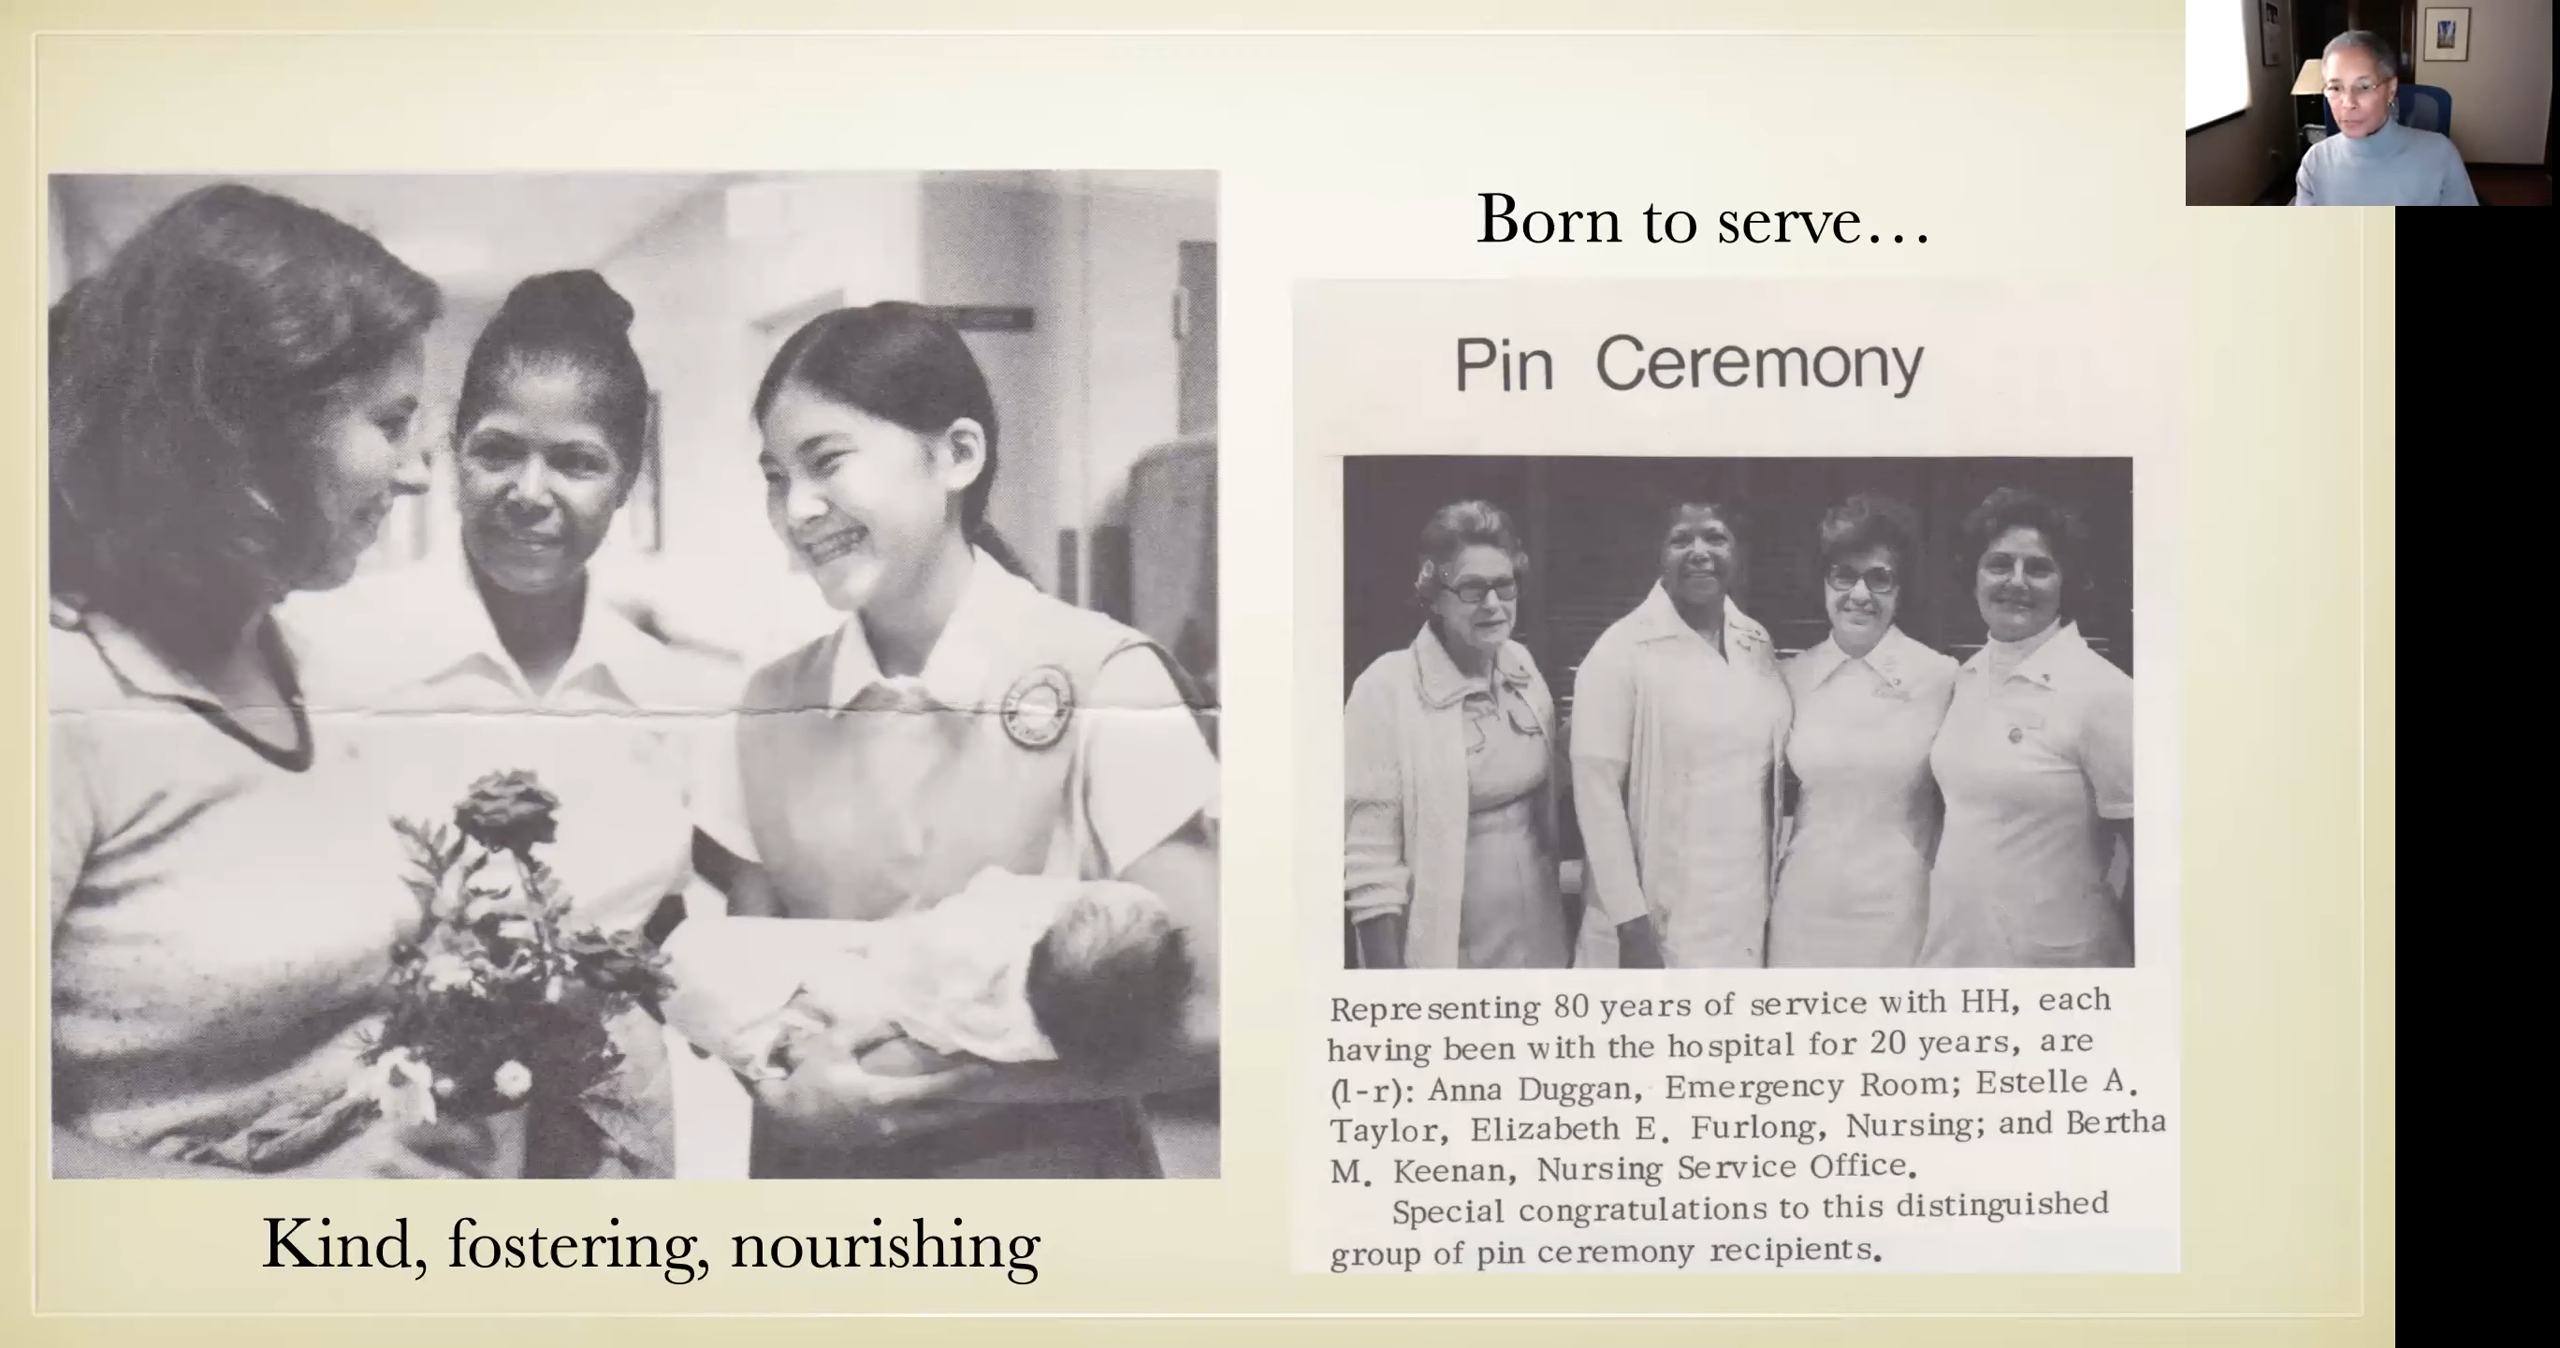 Born to serve…
Pin Ceremony
Representing 80 years of service with HH, each
having been with the hospital for 20 years, are
(l-r): Anna Duggan, Emergency Room; Estelle A.
Taylor, Elizabeth E. Furlong, Nursing; and Bertha
M. Keenan, Nursing Service Office.
Special congratulations to this distinguished
group of pin ceremony recipients.
Kind, fostering, nourishing